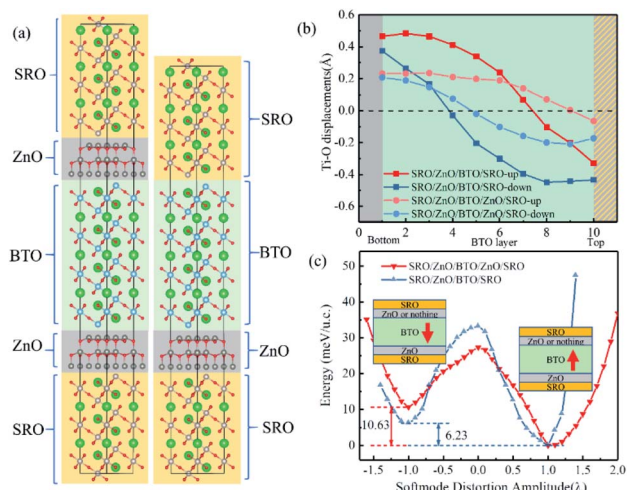 (a)
SRO
ZnO
BTO
ZnO
SRO
SRO
BTO
ZnO
SRO
(b)
Ti-O displacements(Å)
0.6
0.4
0.2
0.0
-0.2
-0.4
-0.6
SRO/ZnO/BTO/SRO-up
SRO/ZnO/BTO/SRO-down
SRO/ZnO/BTO/ZnO/SRO-up
SRO/ZnO/BTO/ZnO/SRO-down
0 2 4 6 8 10
Bottom BTO layer Top
(c)
Energy (meV/u.c.)
50
40
30
20
10
0
SRO/ZnO/BTO/ZnO/SRO
SRO/ZnO/BTO/SRO
SRO
ZnO or nothing
BTO
ZnO
SRO
SRO
ZnO or nothing
BTO
ZnO
SRO
10.63
6.23
-1.5 -1.0 -0.5 0.0 0.5 1.0 1.5 2.0
Softmode Distortion Amplitude(λ)